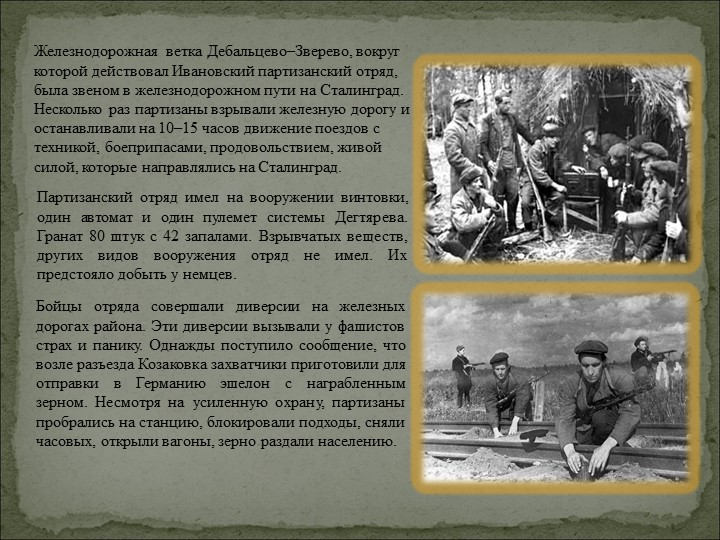 Железнодорожная ветка Дебальцево–Зверево, вокруг
которой действовал Ивановский партизанский отряд,
была звеном в железнодорожном пути на Сталинград.
Несколько раз партизаны взрывали железную дорогу и
останавливали на 10–15 часов движение поездов с
техникой, боеприпасами, продовольствием, живой
силой, которые направлялись на Сталинград.
Партизанский отряд имел на вооружении винтовки,
один автомат и один пулемет системы Дегтярева.
Гранат 80 штук с 42 запалами. Взрывчатых веществ,
других видов вооружения отряд не имел. Их
предстояло добыть у немцев.
Бойцы отряда совершали диверсии на железных
дорогах района. Эти диверсии вызывали у фашистов
страх и панику. Однажды поступило сообщение, что
возле разъезда Козаковка захватчики приготовили для
отправки в Германию эшелон с награбленным
зерном. Несмотря на усиленную охрану, партизаны
пробрались на станцию, блокировали подходы, сняли
часовых, открыли вагоны, зерно раздали населению.